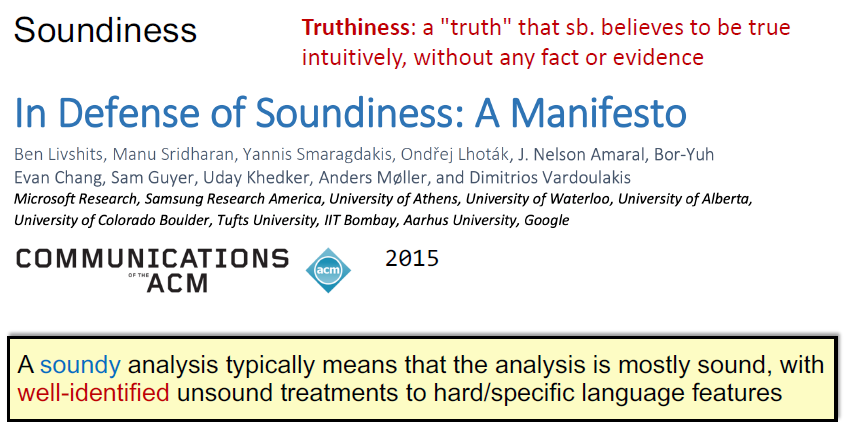 Soundiness
Truthiness: a "truth" that sb. believes to be true
intuitively, without any fact or evidence
In Defense of Soundiness: A Manifesto
Ben Livshits, Manu Sridharan, Yannis Smaragdakis, Ondřej Lhoták, J. Nelson Amaral, Bor-Yuh
Evan Chang, Sam Guyer, Uday Khedker, Anders Møller, and Dimitrios Vardoulakis
Microsoft Research, Samsung Research America, University of Athens, University of Waterloo, University of Alberta,
University of Colorado Boulder, Tufts University, IIT Bombay, Aarhus University, Google
COMMUNICATIONS
OF THE
ACM
acm
2015
A soundy analysis typically means that the analysis is mostly sound, with
well-identified unsound treatments to hard/specific language features